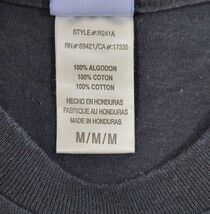 STYLE#:R241A
RN#:69421/CA#:17335
100% ALGODON
100% COTTON
100% COTON
HECHO EN HONDURAS
FABRIQUE AU HONDURAS
MADE IN HONDURAS
M/M/M